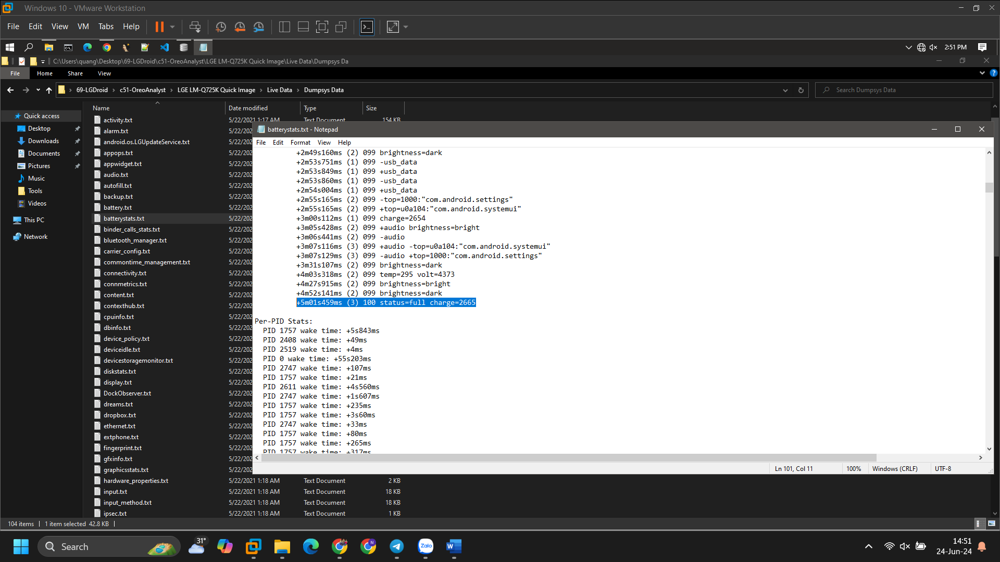 Windows 10 - VMware Workstation
File Edit View VM Tabs Help
2:51 PM
C:\Users\quang\Desktop\69-LGDroid\c51-OreoAnalyst\LGE LM-Q725K Quick Image\Live Data\Dumpsys Da
File Home Share View
69-LGDroid > c51-OreoAnalyst > LGE LM-Q725K Quick Image > Live Data > Dumpsys Data
Search Dumpsys Data
Quick access
Desktop
Downloads
Documents
Pictures
Music
Tools
Videos
This PC
Network
Name Date modified Type Size
activity.txt 5/22/2021 1:17 AM Text Document 154 KB
alarm.txt 5/22/202
android.os.LGUpdateService.txt 5/22/202
appops.txt 5/22/202
appwidget.txt 5/22/202
audio.txt 5/22/202
autofill.txt 5/22/202
backup.txt 5/22/202
battery.txt 5/22/202
batterystats.txt 5/22/202
binder_calls_stats.txt 5/22/202
bluetooth_manager.txt 5/22/202
carrier_config.txt 5/22/202
commontime_management.txt 5/22/202
connectivity.txt 5/22/202
connmetrics.txt 5/22/202
content.txt 5/22/202
contexthub.txt 5/22/202
cpuinfo.txt 5/22/202
dbinfo.txt 5/22/202
device_policy.txt 5/22/202
deviceidle.txt 5/22/202
devicestoragemonitor.txt 5/22/202
diskstats.txt 5/22/202
display.txt 5/22/202
DockObserver.txt 5/22/202
dreams.txt 5/22/202
dropbox.txt 5/22/202
ethernet.txt 5/22/202
extphone.txt 5/22/202
fingerprint.txt 5/22/202
gfxinfo.txt 5/22/202
graphicsstats.txt 5/22/202
hardware_properties.txt 5/22/2021 1:18 AM Text Document 2 KB
input.txt 5/22/2021 1:18 AM Text Document 18 KB
input_method.txt 5/22/2021 1:18 AM Text Document 18 KB
ipsec.txt 5/22/2021 1:18 AM Text Document 1 KB
104 items 1 item selected 42.8 KB
batterystats.txt - Notepad
File Edit Format View Help
+2m49s160ms (2) 099 brightness=dark
+2m53s751ms (1) 099 -usb_data
+2m53s849ms (1) 099 +usb_data
+2m53s860ms (1) 099 -usb_data
+2m54s004ms (1) 099 +usb_data
+2m55s165ms (2) 099 -top=1000:"com.android.settings"
+2m55s165ms (2) 099 +top=u0a104:"com.android.systemui"
+3m00s112ms (1) 099 charge=2654
+3m05s428ms (2) 099 +audio brightness=bright
+3m06s441ms (2) 099 -audio
+3m07s116ms (3) 099 +audio -top=u0a104:"com.android.systemui"
+3m07s129ms (3) 099 -audio +top=1000:"com.android.settings"
+3m31s107ms (2) 099 brightness=dark
+4m03s318ms (2) 099 temp=295 volt=4373
+4m27s915ms (2) 099 brightness=bright
+4m52s141ms (2) 099 brightness=dark
+5m01s459ms (3) 100 status=full charge=2665
Per-PID Stats:
PID 1757 wake time: +5s843ms
PID 2408 wake time: +49ms
PID 2519 wake time: +4ms
PID 0 wake time: +55s203ms
PID 2747 wake time: +107ms
PID 1757 wake time: +21ms
PID 2611 wake time: +4s560ms
PID 2747 wake time: +1s607ms
PID 1757 wake time: +235ms
PID 1757 wake time: +3s60ms
PID 2747 wake time: +33ms
PID 1757 wake time: +80ms
PID 1757 wake time: +265ms
PID 1757 wake time: +317ms
Ln 101, Col 11 100% Windows (CRLF) UTF-8
Search
31°
Zalo
14:51
24-Jun-24